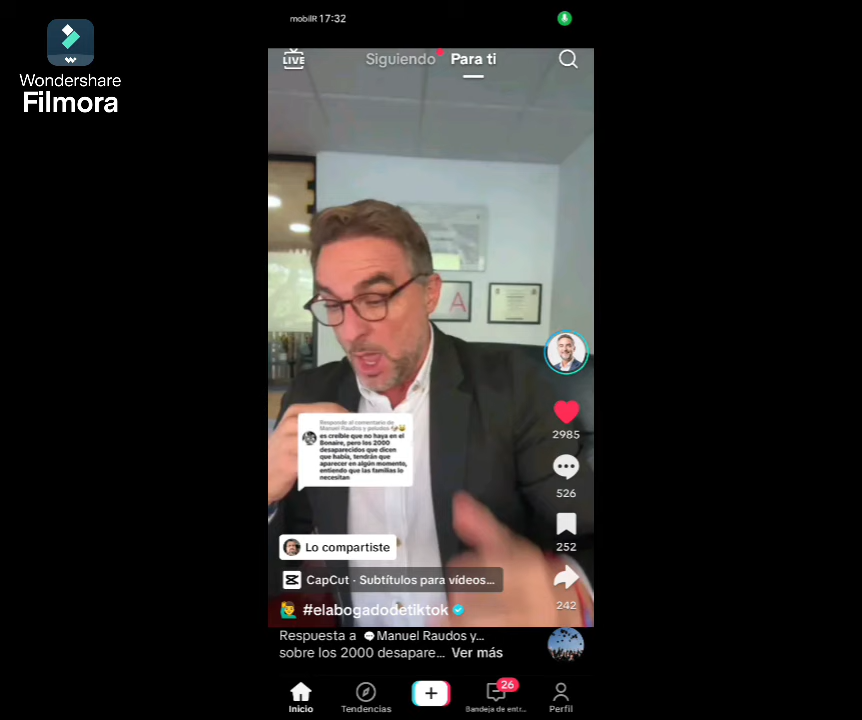 mobilR 17:32
Wondershare
Filmora
LIVE
Siguiendo
Para ti
A
Responde al comentario de
Manuel Raudos y peludos
es creíble que no haya en el
Bonaire, pero los 2000
desaparecidos que dicen
que había, tendrán que
aparecer en algún momento,
entiendo que las familias lo
necesitan
2985
526
252
242
Lo compartiste
CapCut · Subtítulos para vídeos...
#elabogadodetiktok
Respuesta a Manuel Raudos y...
sobre los 2000 desapare... Ver más
26
Inicio
Tendencias
Bandeja de entr...
Perfil